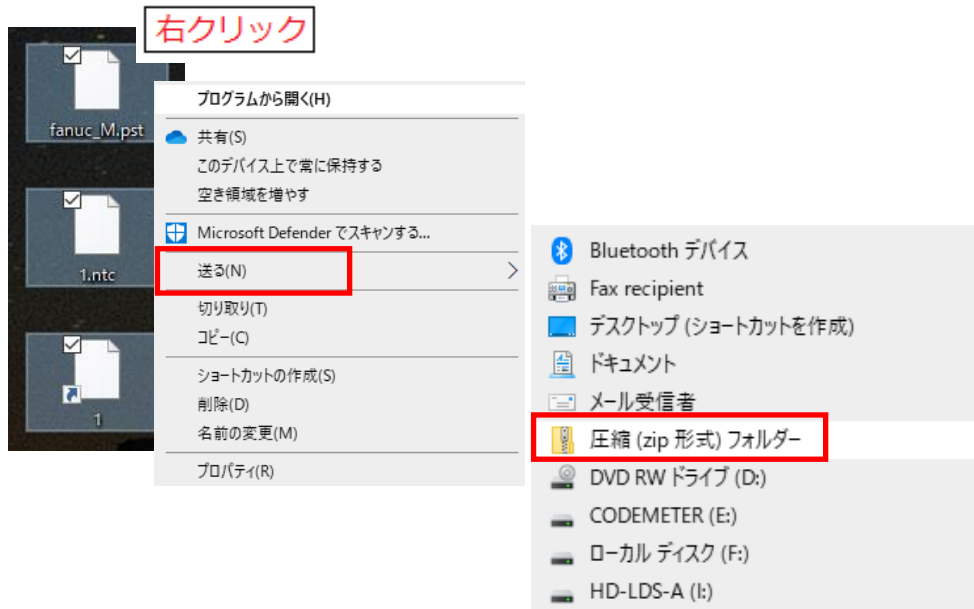 右クリック
fanuc_M.pst
1.ntc
1
プログラムから開く(H)
共有(S)
このデバイス上で常に保持する
空き領域を増やす
Microsoft Defender でスキャンする...
送る(N)
切り取り(T)
コピー(C)
ショートカットの作成(S)
削除(D)
名前の変更(M)
プロパティ(R)
Bluetooth デバイス
Fax recipient
デスクトップ (ショートカットを作成)
ドキュメント
メール受信者
圧縮 (zip 形式) フォルダー
DVD RW ドライブ (D:)
CODEMETER (E:)
ローカル ディスク (F:)
HD-LDS-A (I:)